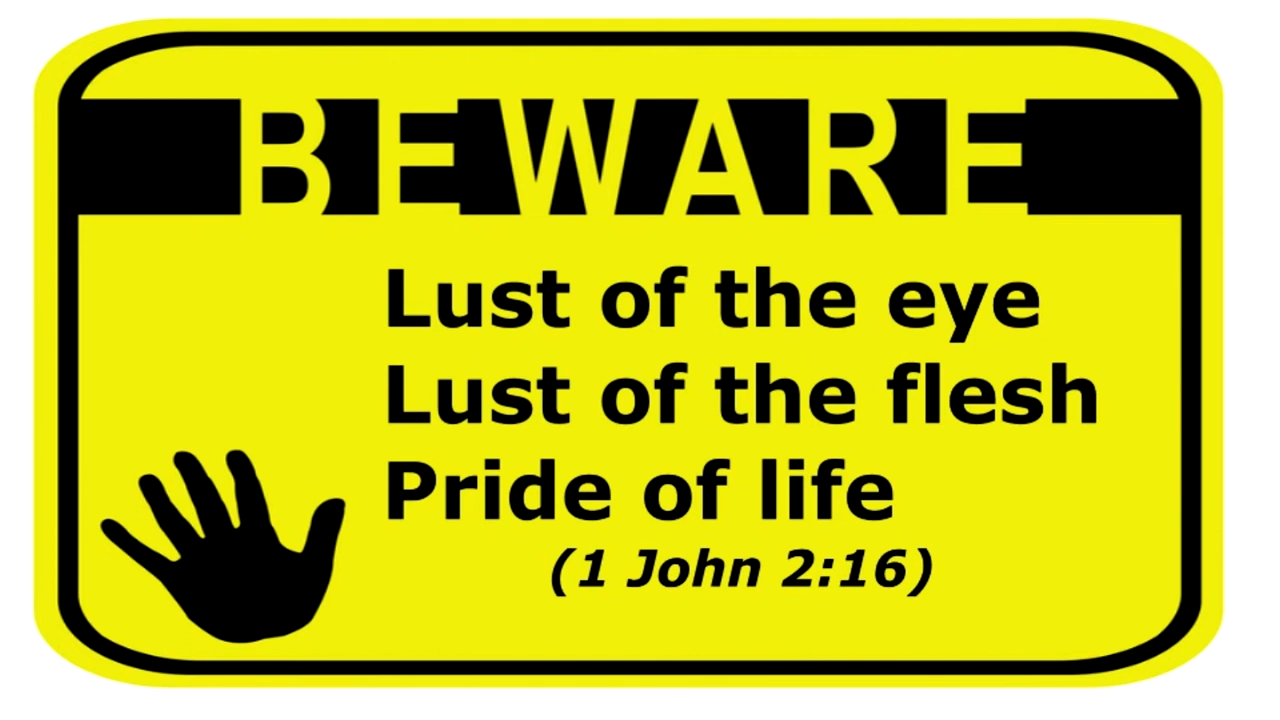 BEWARE
Lust of the eye
Lust of the flesh
Pride of life
(1 John 2:16)